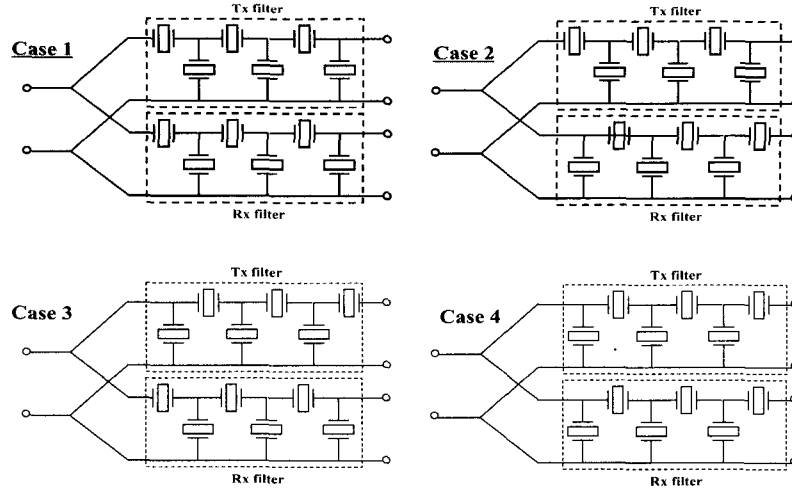 Tx filter
Case 1
Rx filter
Tx filter
Case 2
Rx filter
Tx filter
Case 3
Rx filter
Tx filter
Case 4
Rx filter